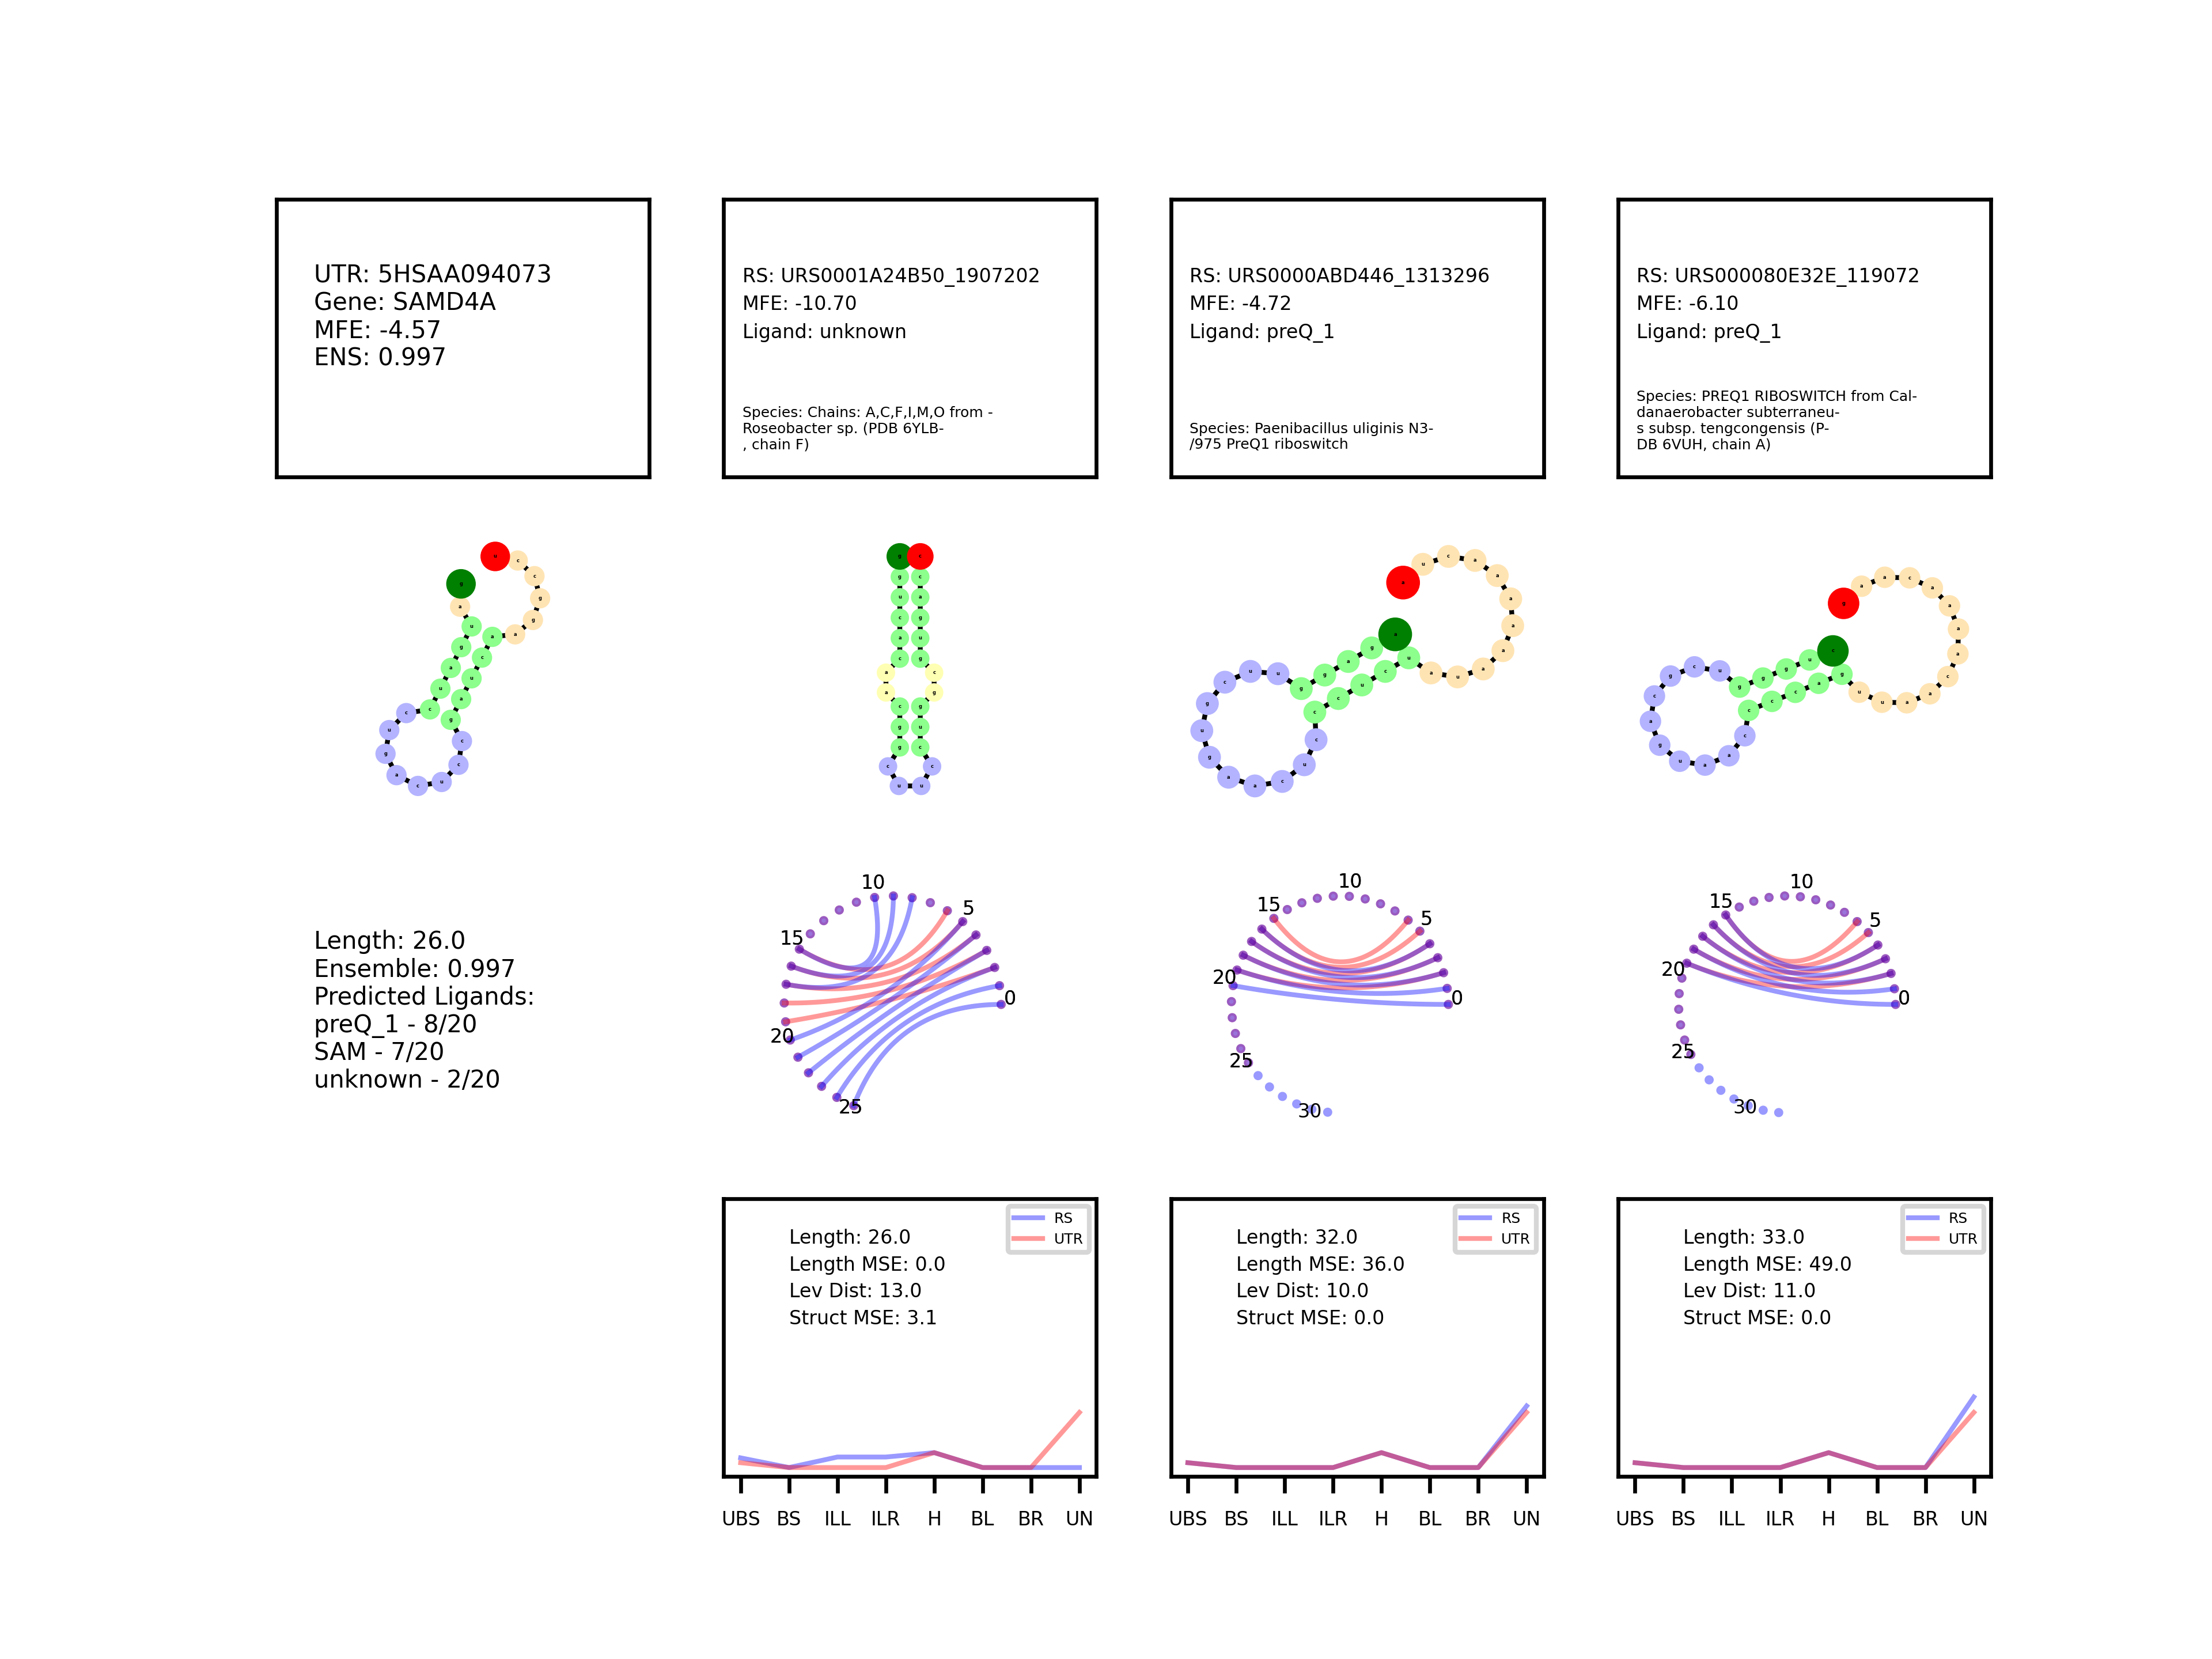 UTR: 5HSAA094073
Gene: SAMD4A
MFE: -4.57
ENS: 0.997
RS: URS0001A24B50_1907202
MFE: -10.70
Ligand: unknown
Species: Chains: A,C,F,I,M,O from -
Roseobacter sp. (PDB 6YLB-
, chain F)
RS: URS0000ABD446_1313296
MFE: -4.72
Ligand: preQ_1
Species: Paenibacillus uliginis N3-
/975 PreQ1 riboswitch
RS: URS000080E32E_119072
MFE: -6.10
Ligand: preQ_1
Species: PREQ1 RIBOSWITCH from Cal-
danaerobacter subterraneu-
s subsp. tengcongensis (P-
DB 6VUH, chain A)
Length: 26.0
Ensemble: 0.997
Predicted Ligands:
preQ_1 - 8/20
SAM - 7/20
unknown - 2/20
0
5
10
15
20
25
0
5
10
15
20
25
30
0
5
10
15
20
25
30
RS
UTR
Length: 26.0
Length MSE: 0.0
Lev Dist: 13.0
Struct MSE: 3.1
UBS BS ILL ILR H BL BR UN
RS
UTR
Length: 32.0
Length MSE: 36.0
Lev Dist: 10.0
Struct MSE: 0.0
UBS BS ILL ILR H BL BR UN
RS
UTR
Length: 33.0
Length MSE: 49.0
Lev Dist: 11.0
Struct MSE: 0.0
UBS BS ILL ILR H BL BR UN